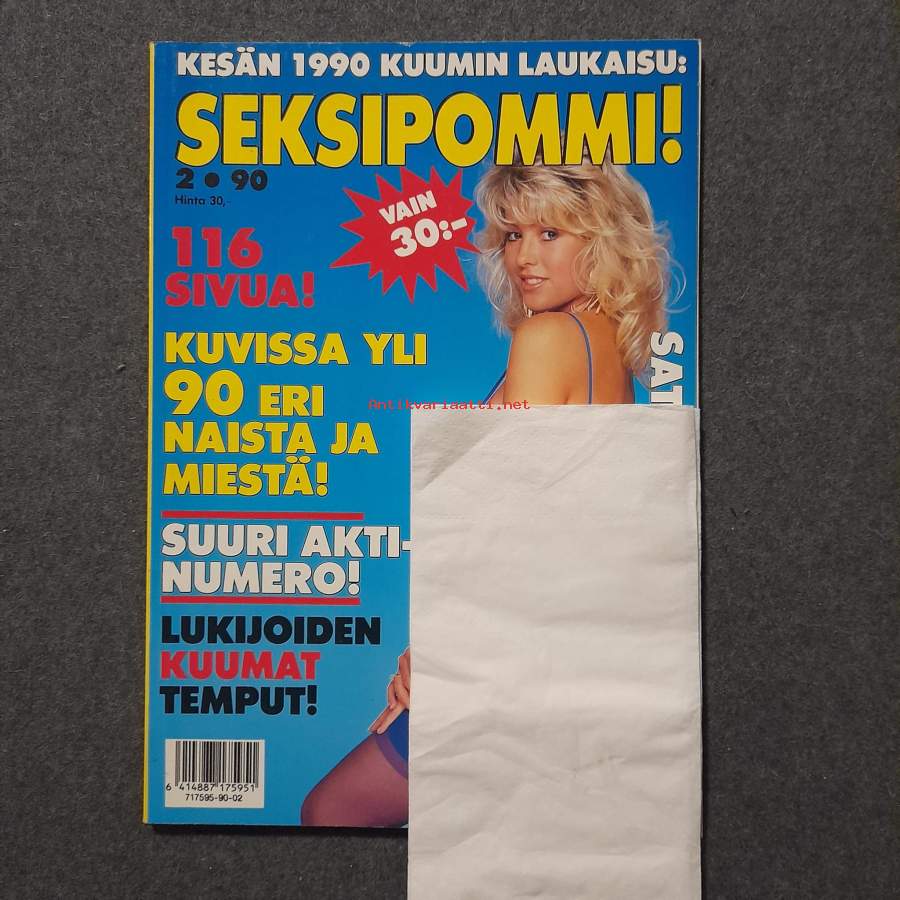 KESÄN 1990 KUUMIN LAUKAISU:
SEKSIPOMMI!
2 • 90
Hinta 30,-
VAIN
30:-
116
SIVUA!
KUVISSA YLI
90 ERI
NAISTA JA
MIESTÄ!
SAT
Antikvariaatti.net
SUURI AKTI-
NUMERO!
LUKIJOIDEN
KUUMAT
TEMPUT!
6 414887 175951
717595-90-02